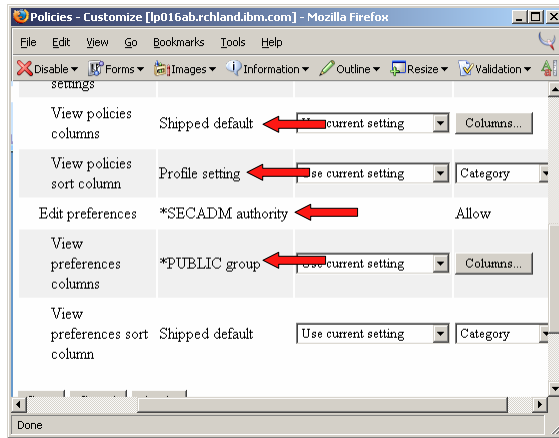 Policies - Customize [lp016ab.rchland.ibm.com] - Mozilla Firefox
File Edit View Go Bookmarks Tools Help
Disable Forms Images Information Outline Resize Validation
settings
View policies columns Shipped default Use current setting Columns...
View policies sort column Profile setting Use current setting Category
Edit preferences *SECADM authority Allow
View preferences columns *PUBLIC group Use current setting Columns...
View preferences sort column Shipped default Use current setting Category
Done